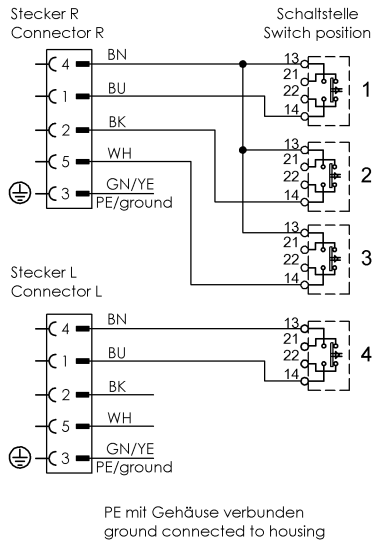 Stecker R
Connector R
Schaltstelle
Switch position
4 BN
1 BU
2 BK
5 WH
3 GN/YE
PE/ground
13
21
22
14
1
13
21
22
14
2
13
21
22
14
3
Stecker L
Connector L
4 BN
1 BU
2 BK
5 WH
3 GN/YE
PE/ground
13
21
22
14
4
PE mit Gehäuse verbunden
ground connected to housing